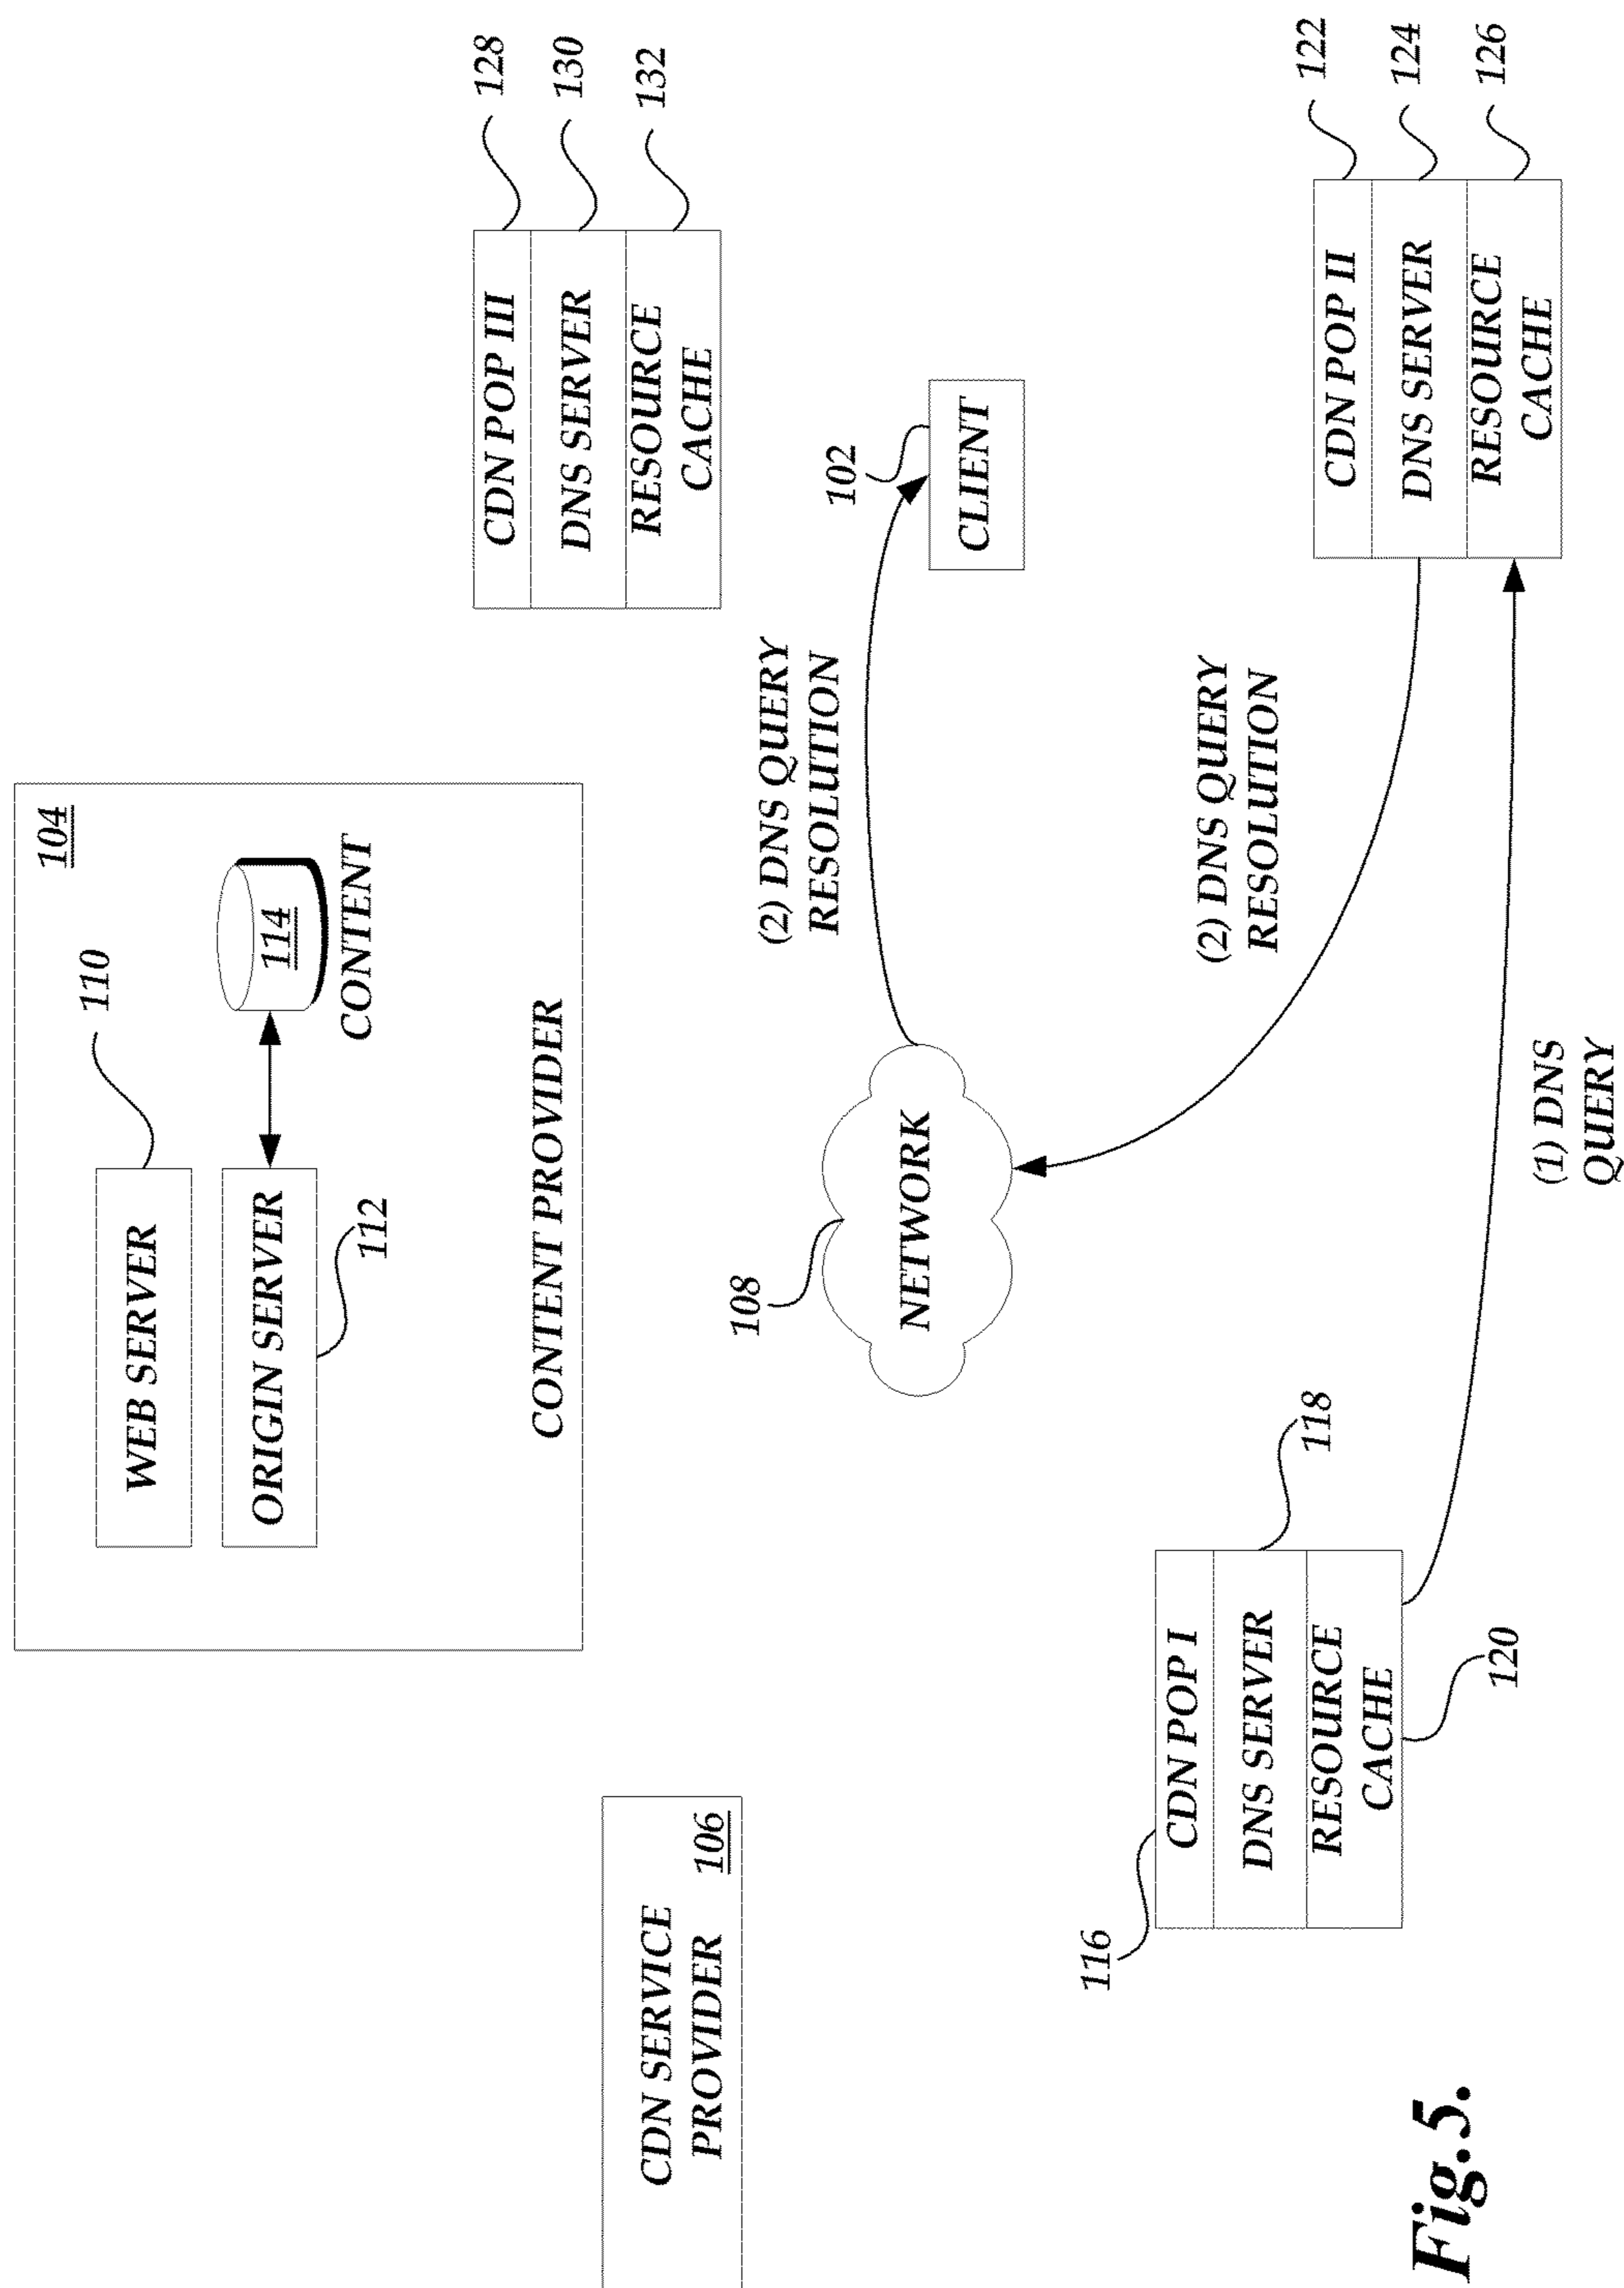 104
WEB SERVER
110
ORIGIN SERVER
112
114
CONTENT
CONTENT PROVIDER
CDN SERVICE
PROVIDER
106
CDN POP III
128
DNS SERVER
130
RESOURCE
CACHE
132
108
NETWORK
(2) DNS QUERY
RESOLUTION
102
CLIENT
116
CDN POP I
DNS SERVER
118
RESOURCE
CACHE
120
(2) DNS QUERY
RESOLUTION
CDN POP II
122
DNS SERVER
124
RESOURCE
CACHE
126
(1) DNS
QUERY
Fig.5.